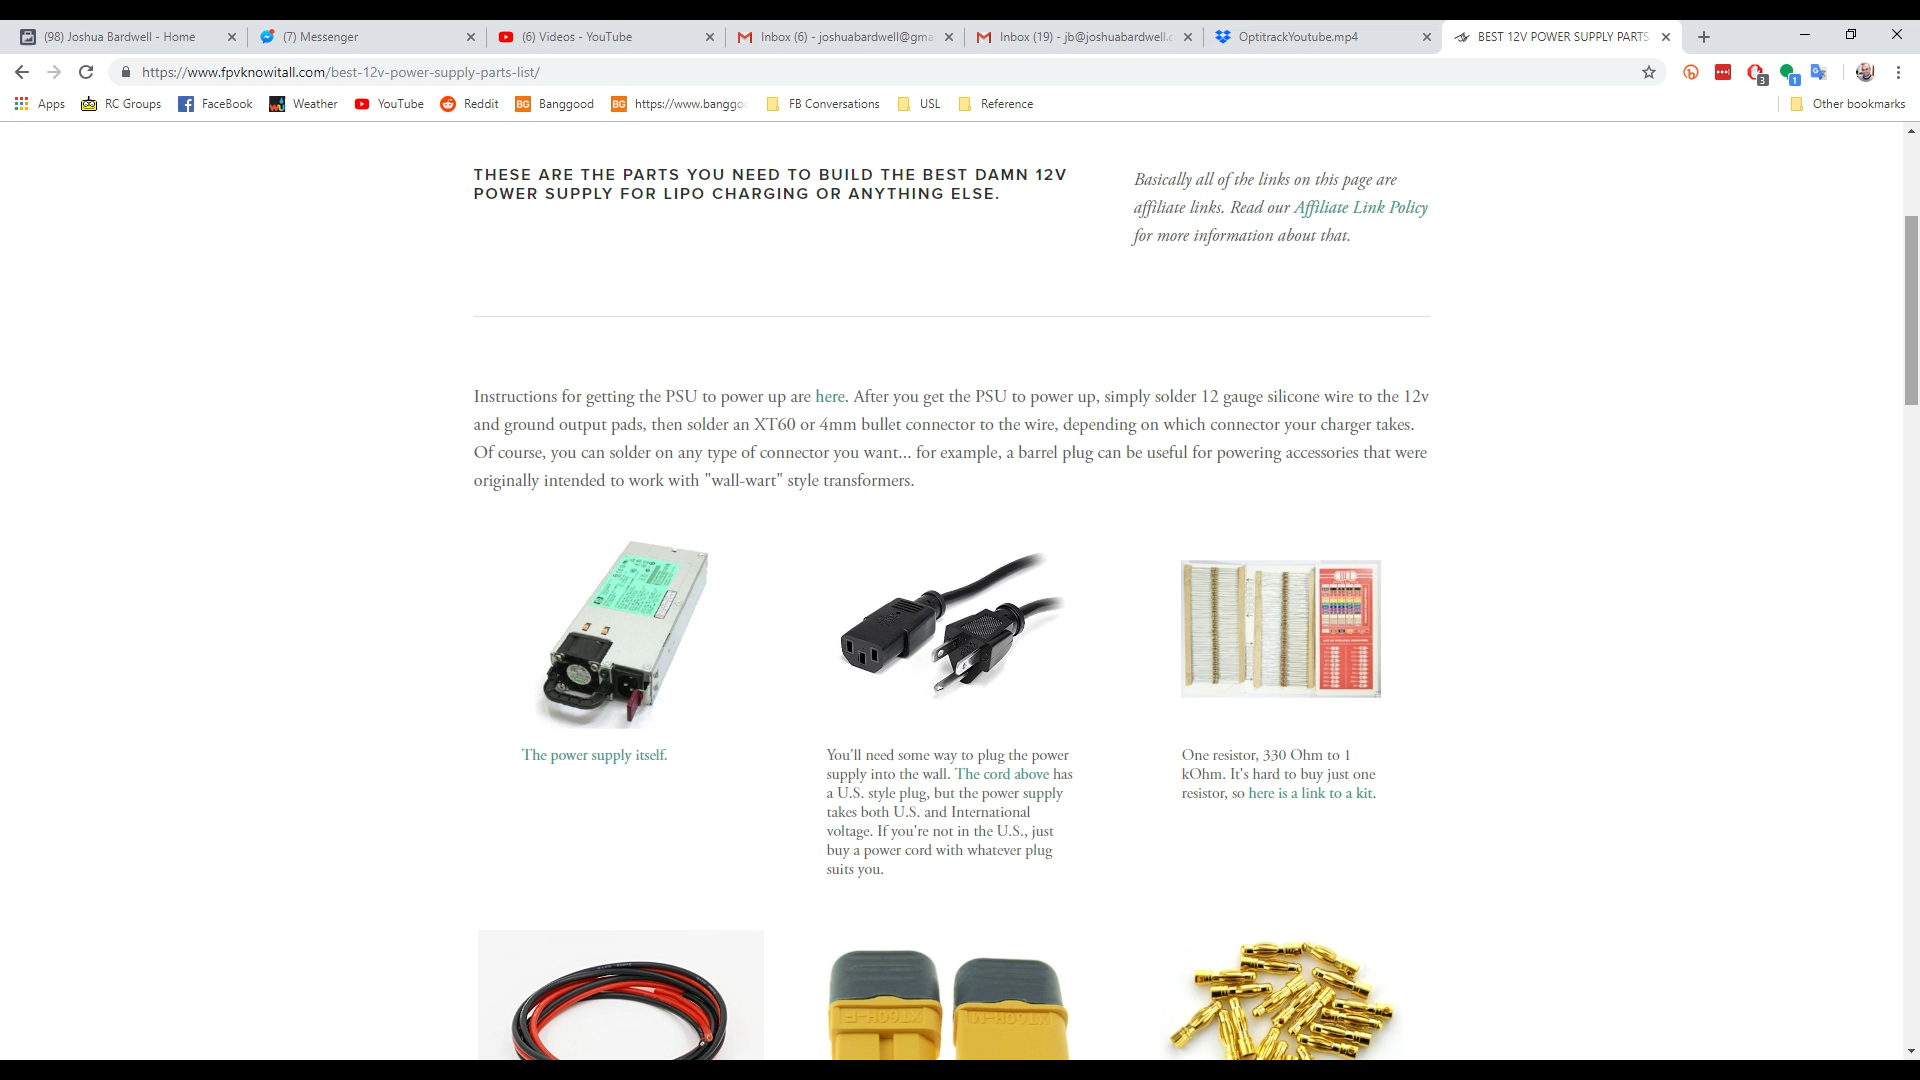 (98) Joshua Bardwell - Home
(7) Messenger
(6) Videos - YouTube
Inbox (6) - joshuabardwell@gma
Inbox (19) - jb@joshuabardwell.c
OptitrackYoutube.mp4
BEST 12V POWER SUPPLY PARTS
https://www.fpvknowitall.com/best-12v-power-supply-parts-list/
3
1
Apps
RC Groups
FaceBook
Weather
YouTube
Reddit
BG Banggood
BG https://www.banggoo
FB Conversations
USL
Reference
Other bookmarks
THESE ARE THE PARTS YOU NEED TO BUILD THE BEST DAMN 12V
POWER SUPPLY FOR LIPO CHARGING OR ANYTHING ELSE.
Basically all of the links on this page are
affiliate links. Read our Affiliate Link Policy
for more information about that.
Instructions for getting the PSU to power up are here. After you get the PSU to power up, simply solder 12 gauge silicone wire to the 12v
and ground output pads, then solder an XT60 or 4mm bullet connector to the wire, depending on which connector your charger takes.
Of course, you can solder on any type of connector you want... for example, a barrel plug can be useful for powering accessories that were
originally intended to work with "wall-wart" style transformers.
The power supply itself.
You'll need some way to plug the power
supply into the wall. The cord above has
a U.S. style plug, but the power supply
takes both U.S. and International
voltage. If you're not in the U.S., just
buy a power cord with whatever plug
suits you.
One resistor, 330 Ohm to 1
kOhm. It's hard to buy just one
resistor, so here is a link to a kit.
XT60H-F
XT60H-M